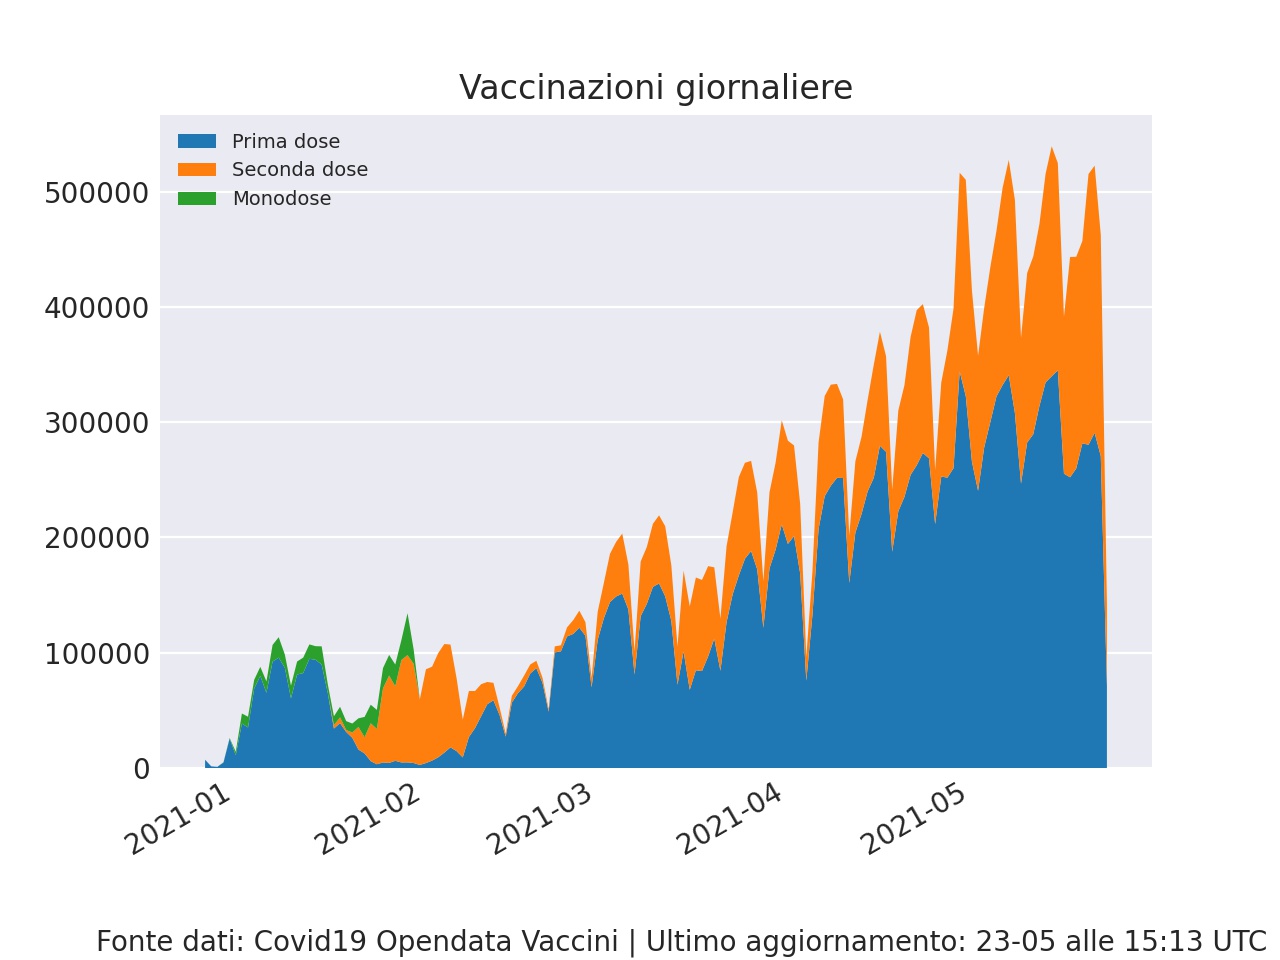 Vaccinazioni giornaliere
Prima dose
Seconda dose
Monodose
500000
400000
300000
200000
100000
0
2021-01
2021-02
2021-03
2021-04
2021-05
Fonte dati: Covid19 Opendata Vaccini | Ultimo aggiornamento: 23-05 alle 15:13 UTC